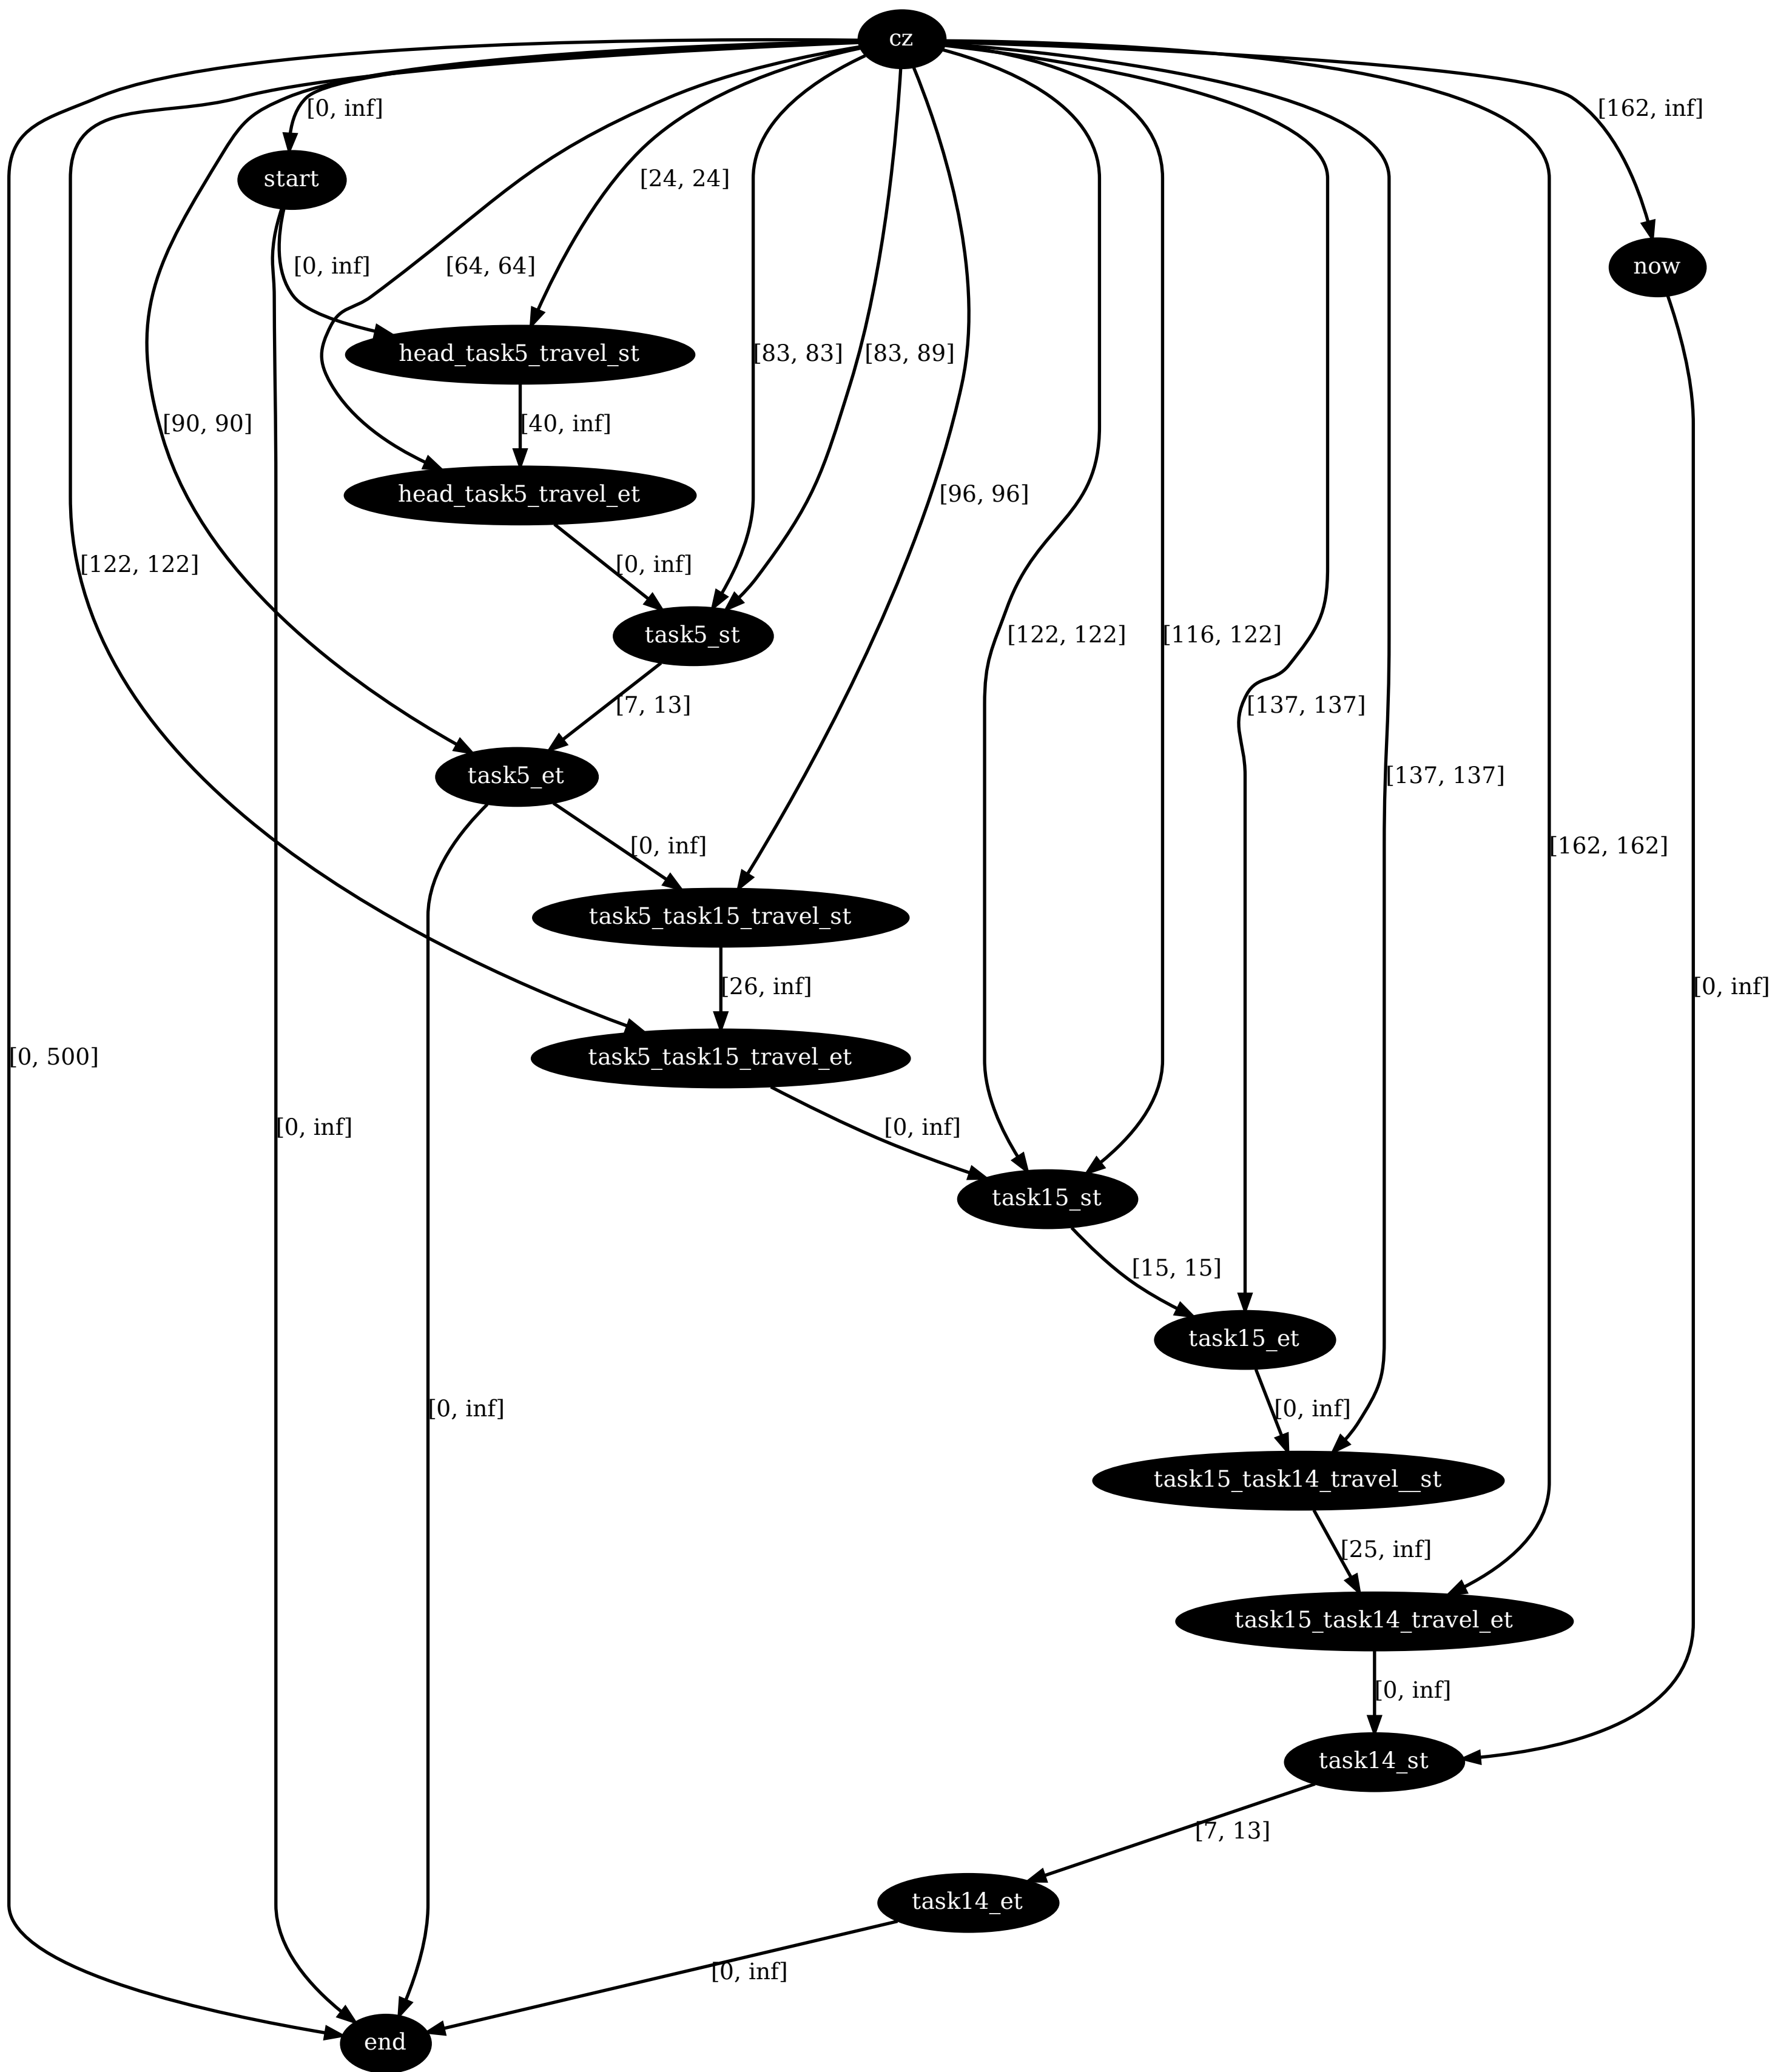 cz
[0, inf]
[162, inf]
start
[24, 24]
now
[0, inf]
[64, 64]
head_task5_travel_st
[83, 83]
[83, 89]
[90, 90]
[40, inf]
head_task5_travel_et
[96, 96]
[122, 122]
[0, inf]
task5_st
[122, 122]
[116, 122]
[7, 13]
[137, 137]
task5_et
[137, 137]
[0, inf]
[162, 162]
task5_task15_travel_st
[26, inf]
[0, inf]
[0, 500]
task5_task15_travel_et
[0, inf]
[0, inf]
task15_st
[15, 15]
task15_et
[0, inf]
[0, inf]
task15_task14_travel__st
[25, inf]
task15_task14_travel_et
[0, inf]
task14_st
[7, 13]
task14_et
[0, inf]
end